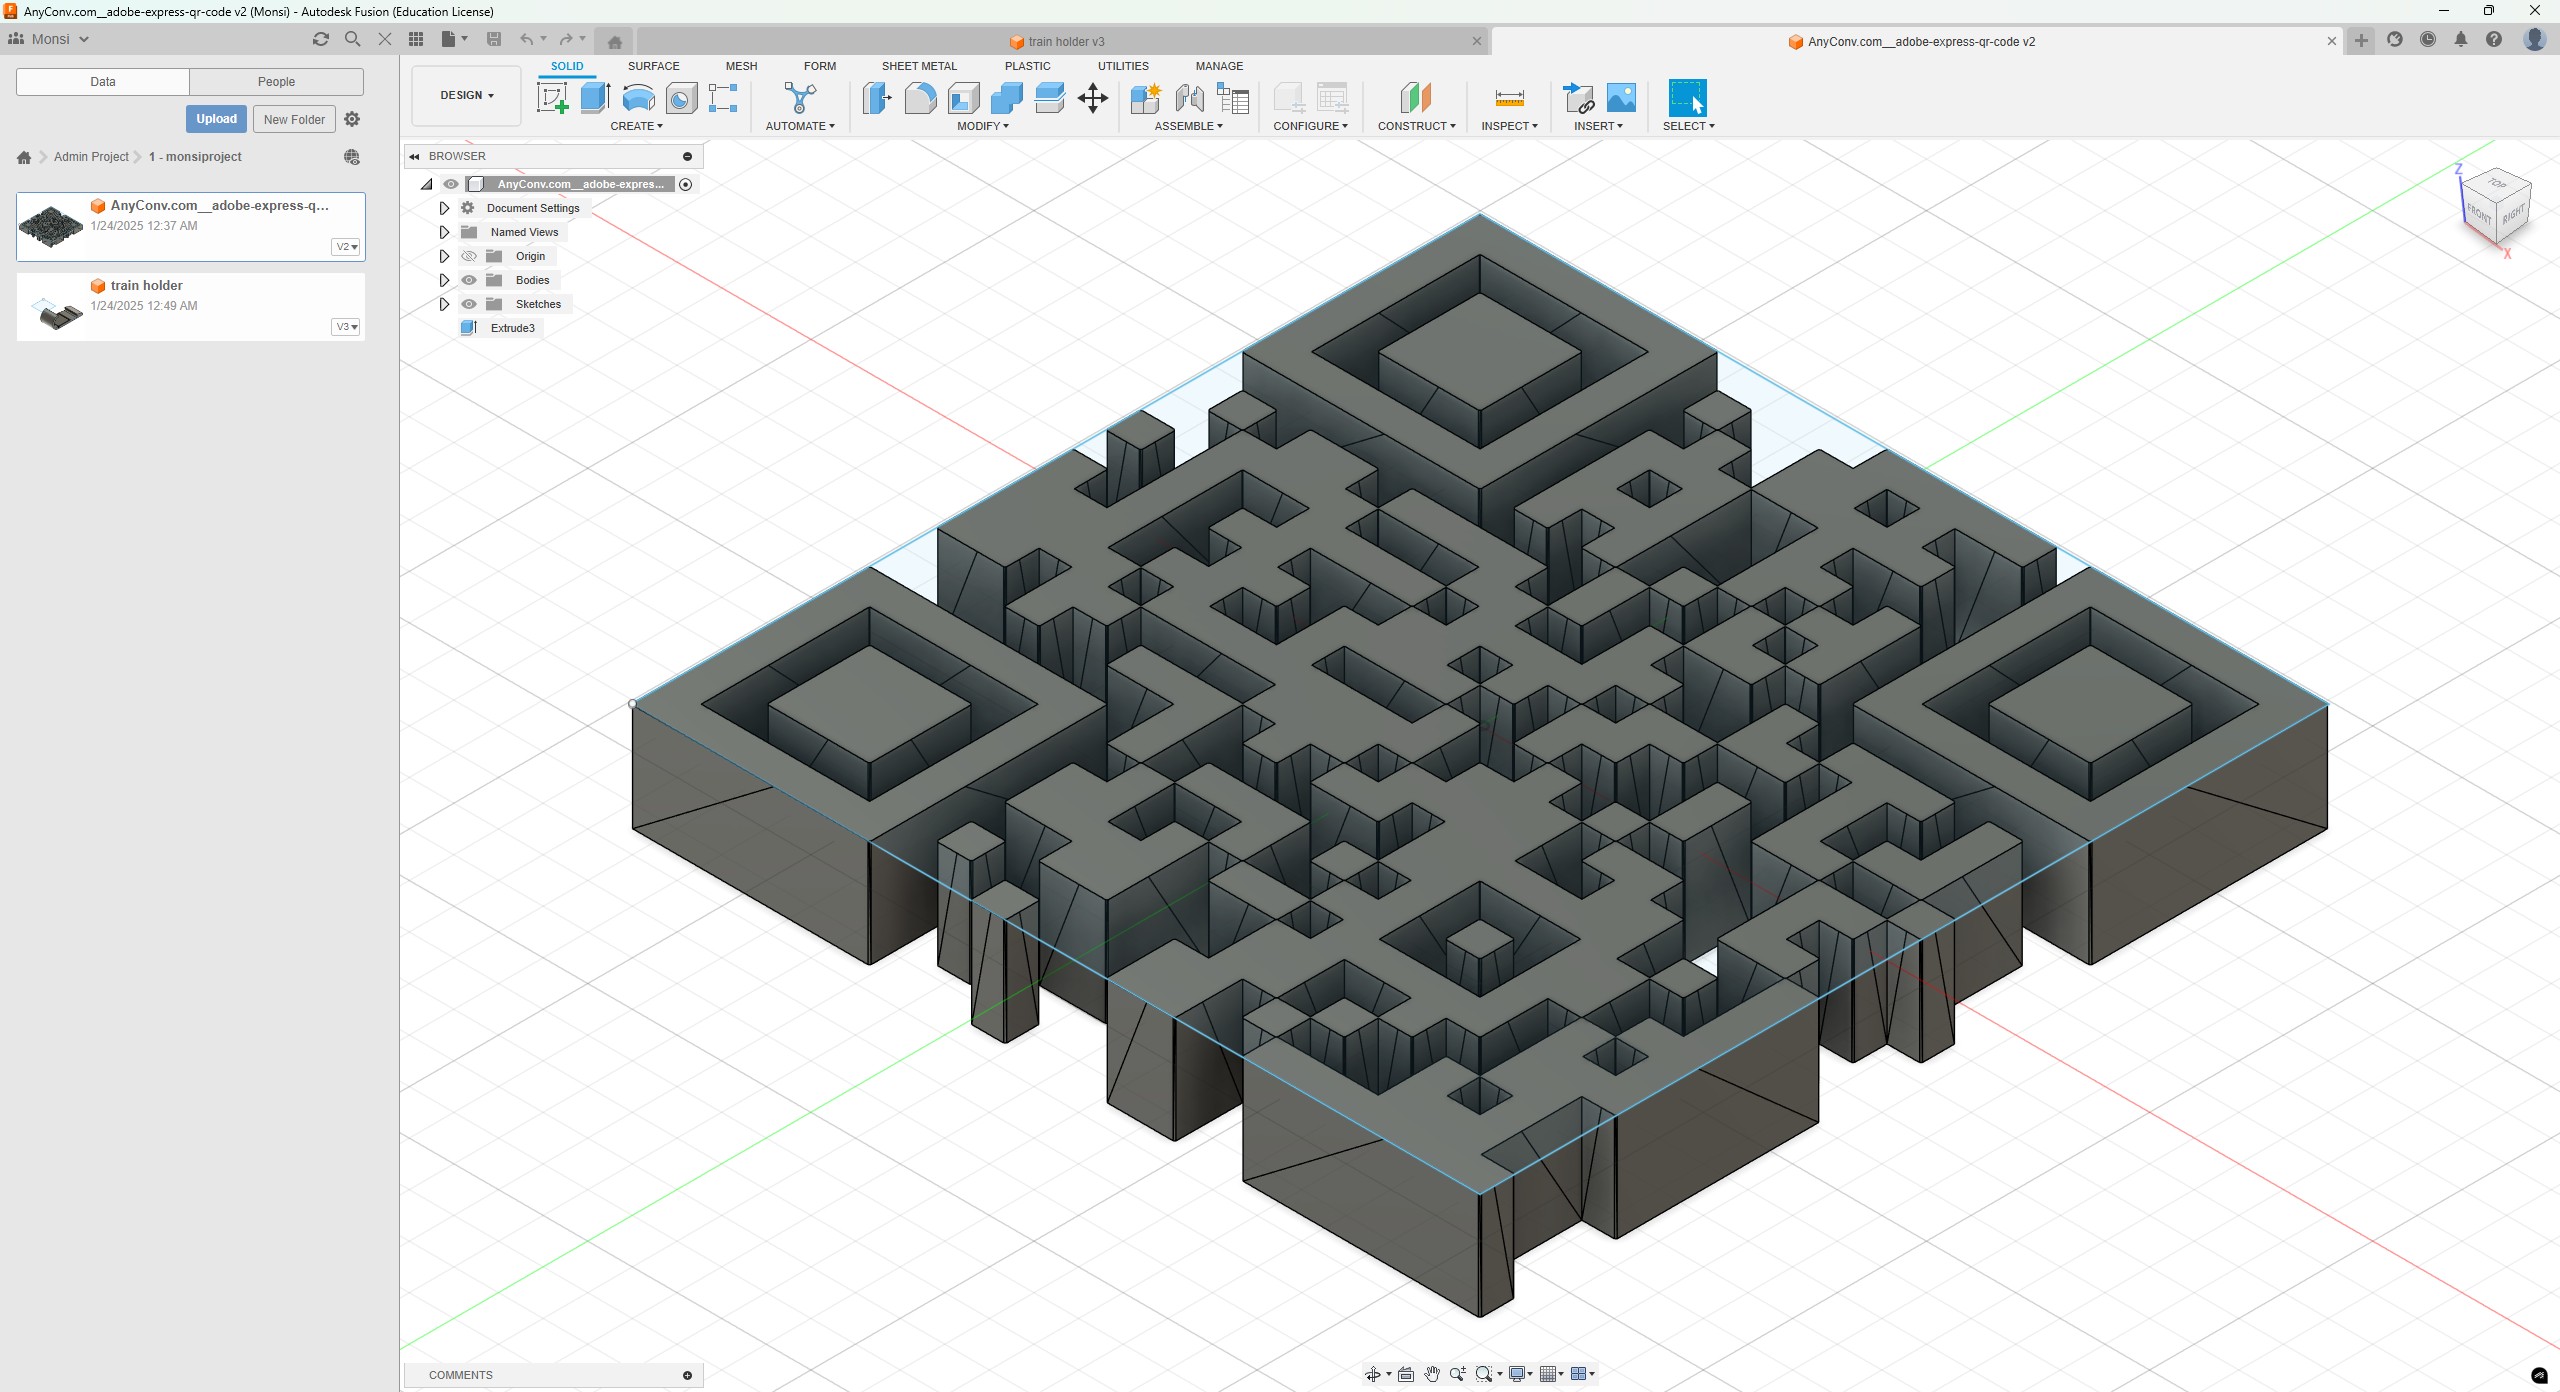 AnyConv.com__adobe-express-qr-code v2 (Monsi) - Autodesk Fusion (Education License)
Monsi
train holder v3
AnyConv.com__adobe-express-qr-code v2
Data
People
Upload
New Folder
Admin Project
1 - monsiproject
AnyConv.com__adobe-express-q...
1/24/2025 12:37 AM
V2
train holder
1/24/2025 12:49 AM
V3
DESIGN
SOLID
SURFACE
MESH
FORM
SHEET METAL
PLASTIC
UTILITIES
MANAGE
CREATE
AUTOMATE
MODIFY
ASSEMBLE
CONFIGURE
CONSTRUCT
INSPECT
INSERT
SELECT
BROWSER
AnyConv.com__adobe-expres...
Document Settings
Named Views
Origin
Bodies
Sketches
Extrude3
Z
TOP
FRONT
RIGHT
X
COMMENTS